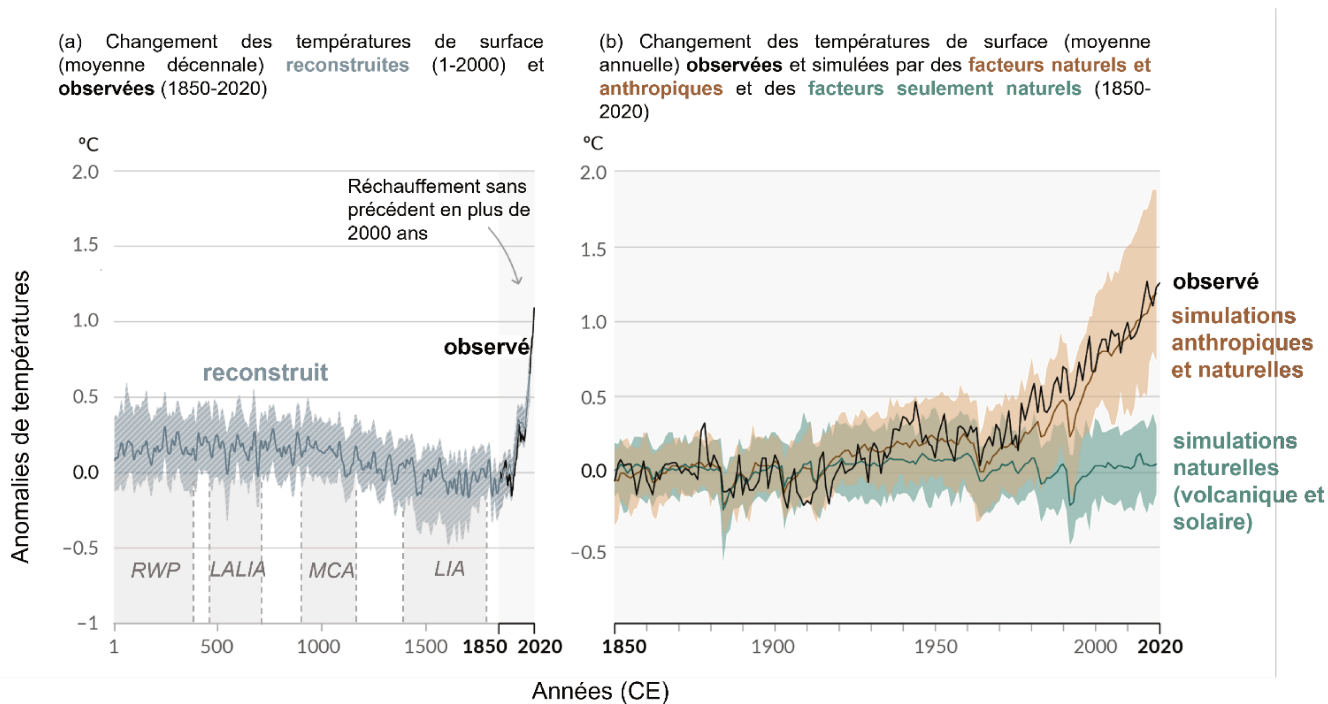 (a) Changement des températures de surface
(moyenne décennale) reconstruites (1-2000) et
observées (1850-2020)
(b) Changement des températures de surface (moyenne
annuelle) observées et simulées par des facteurs naturels et
anthropiques et des facteurs seulement naturels (1850-
2020)
Anomalies de températures
°C
2.0
1.5
1.0
0.5
0.0
−0.5
−1
Réchauffement sans
précédent en plus de
2000 ans
observé
reconstruit
RWP
LALIA
MCA
LIA
1
500
1000
1500
1850
2020
°C
2.0
1.5
1.0
0.5
0.0
−0.5
observé
simulations
anthropiques
et naturelles
simulations
naturelles
(volcanique et
solaire)
1850
1900
1950
2000
2020
Années (CE)